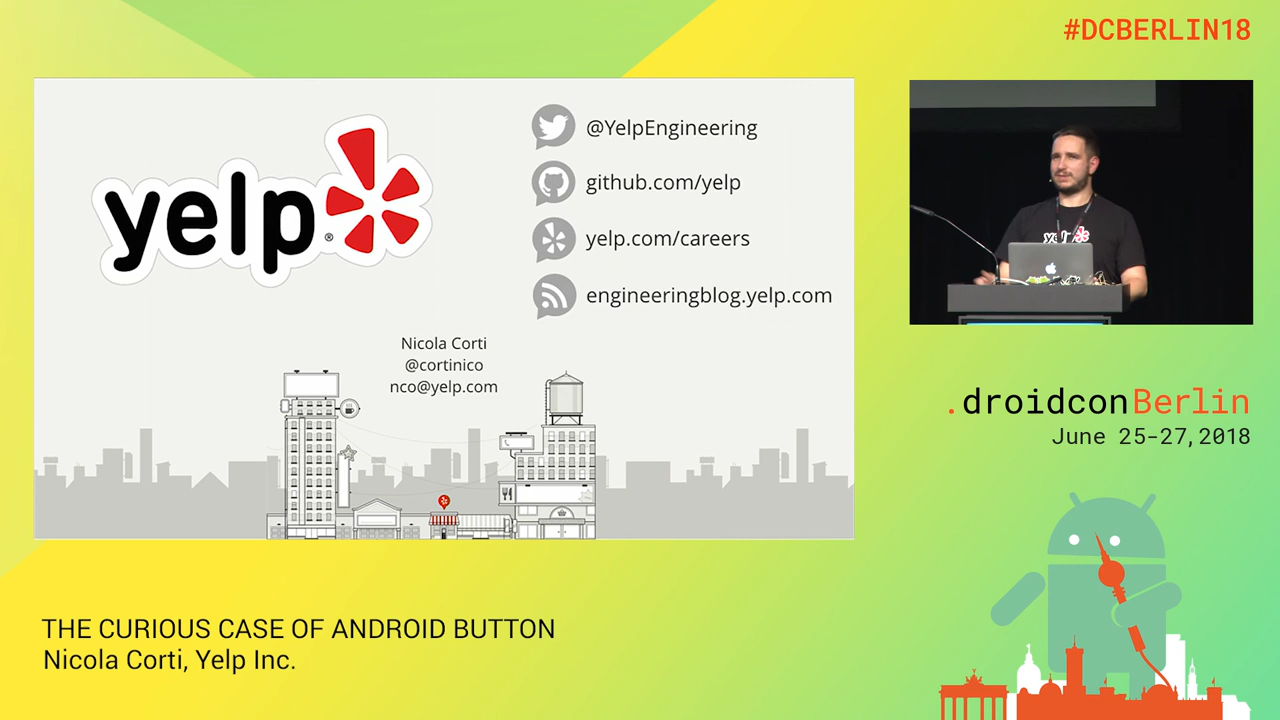 #DCBERLIN18
yelp
®
@YelpEngineering
github.com/yelp
yelp.com/careers
engineeringblog.yelp.com
Nicola Corti
@cortinico
nco@yelp.com
yelp
.droidconBerlin
June 25-27,2018
THE CURIOUS CASE OF ANDROID BUTTON
Nicola Corti, Yelp Inc.